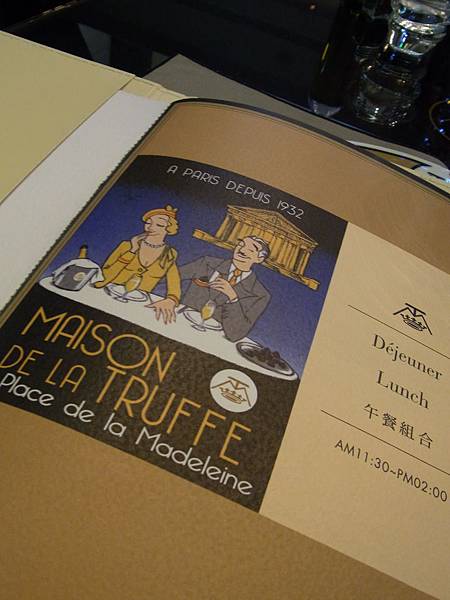 A PARIS DEPUIS 1932
MAISON
DE LA TRUFFE
Place de la Madeleine
Déjeuner
Lunch
午餐組合
AM11:30~PM02:00